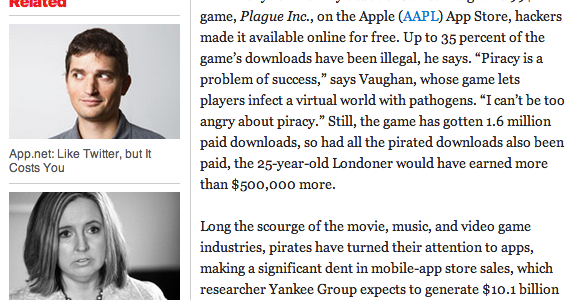 Related
App.net: Like Twitter, but It
Costs You
game, Plague Inc., on the Apple (AAPL) App Store, hackers
made it available online for free. Up to 35 percent of the
game’s downloads have been illegal, he says. “Piracy is a
problem of success,” says Vaughan, whose game lets
players infect a virtual world with pathogens. “I can’t be too
angry about piracy.” Still, the game has gotten 1.6 million
paid downloads, so had all the pirated downloads also been
paid, the 25-year-old Londoner would have earned more
than $500,000 more.
Long the scourge of the movie, music, and video game
industries, pirates have turned their attention to apps,
making a significant dent in mobile-app store sales, which
researcher Yankee Group expects to generate $10.1 billion